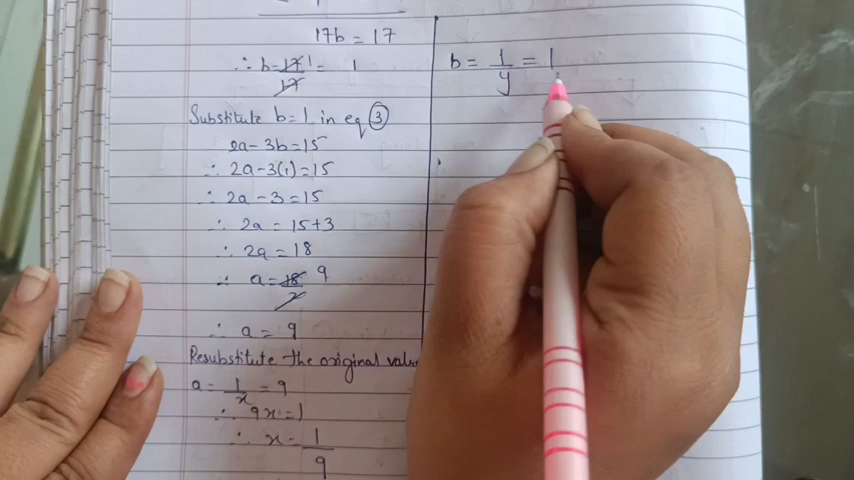 17b = 17
∴ b = 17/17 1 = 1
Substitute b=1 in eq ③
2a - 3b = 15
∴ 2a - 3(1) = 15
∴ 2a - 3 = 15
∴ 2a = 15+3
∴ 2a = 18
∴ a = 18/2 9
∴ a = 9
Resubstitute the original value
a = 1/x = 9
∴ 9x = 1
∴ x = 1/9
b = 1/y = 1